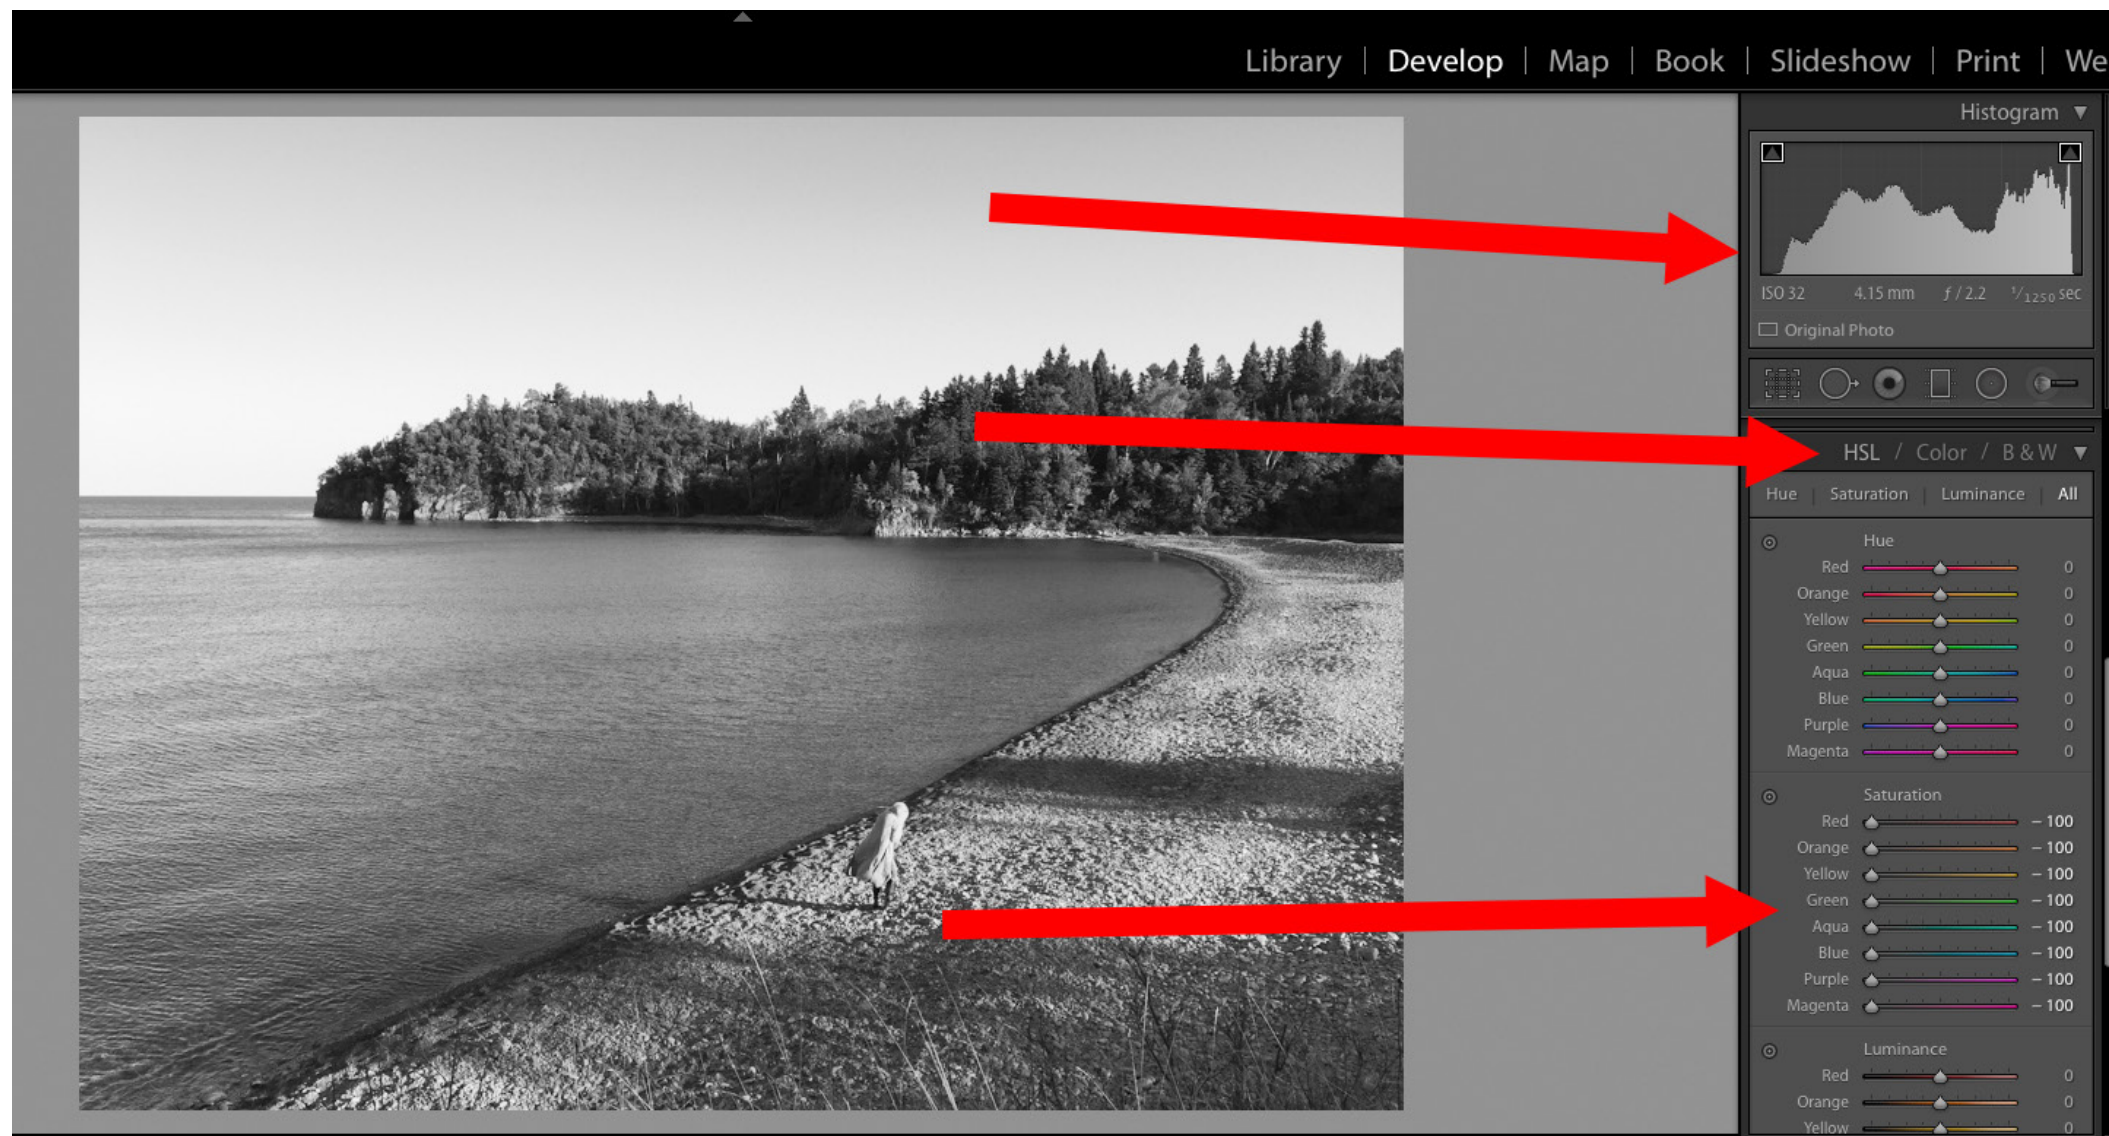 Library | Develop | Map | Book | Slideshow | Print | We
Histogram
ISO 32 4.15 mm ƒ / 2.2 1/1250 sec
Original Photo
HSL / Color / B & W
Hue | Saturation | Luminance | All
Hue
Red 0
Orange 0
Yellow 0
Green 0
Aqua 0
Blue 0
Purple 0
Magenta 0
Saturation
Red – 100
Orange – 100
Yellow – 100
Green – 100
Aqua – 100
Blue – 100
Purple – 100
Magenta – 100
Luminance
Red 0
Orange 0
Yellow 0